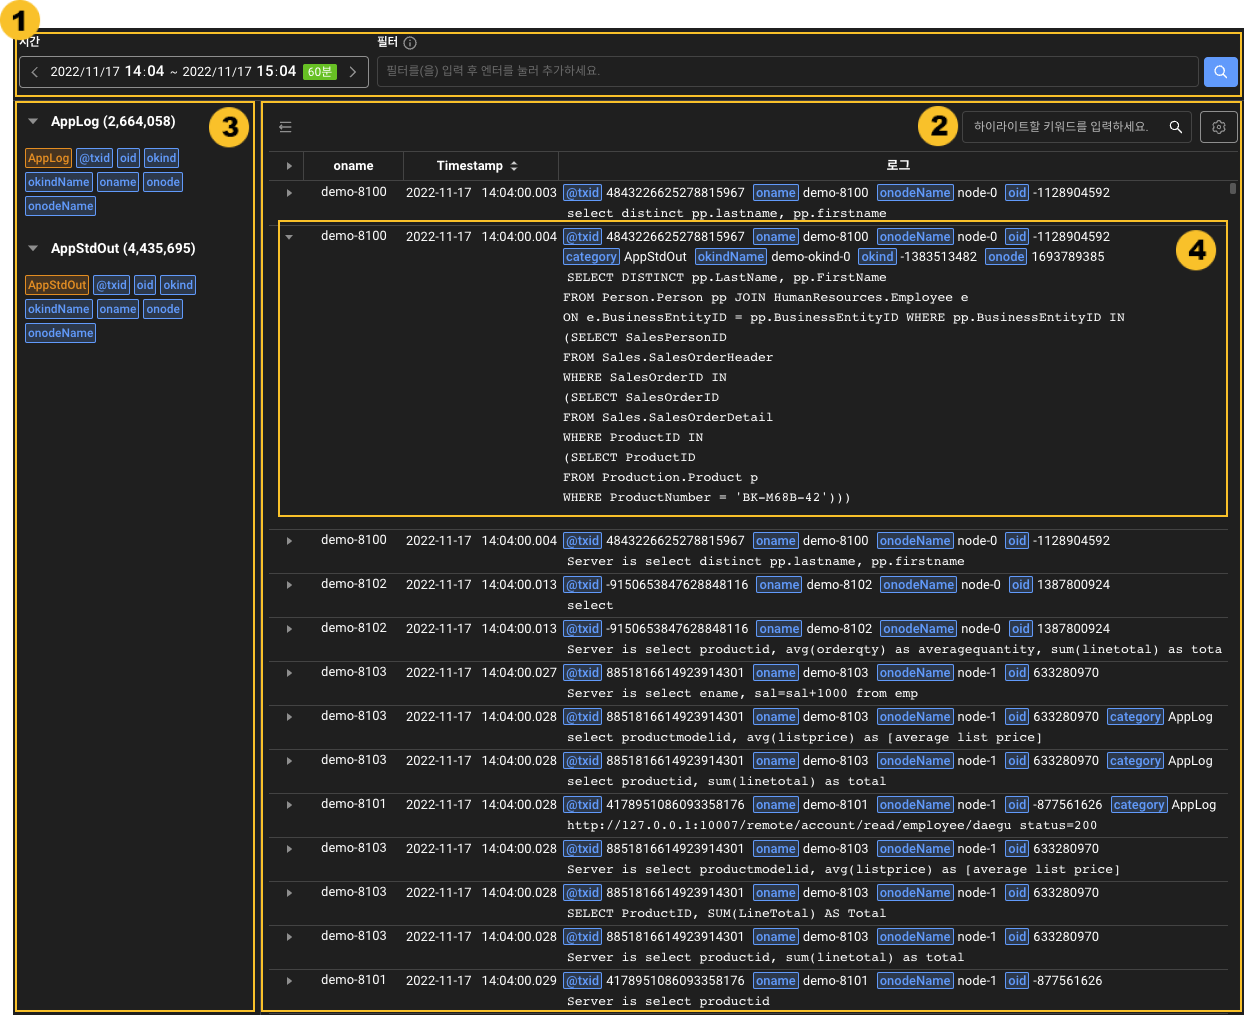 1
시간
필터
2022/11/17 14:04 ~ 2022/11/17 15:04 60분
필터를(을) 입력 후 엔터를 눌러 추가하세요.
AppLog (2,664,058)
3
AppLog @txid oid okind
okindName oname onode
onodeName
AppStdOut (4,435,695)
AppStdOut @txid oid okind
okindName oname onode
onodeName
2
하이라이트할 키워드를 입력하세요.
oname Timestamp 로그
demo-8100 2022-11-17 14:04:00.003 @txid 4843226625278815967 oname demo-8100 onodeName node-0 oid -1128904592
select distinct pp.lastname, pp.firstname
demo-8100 2022-11-17 14:04:00.004 @txid 4843226625278815967 oname demo-8100 onodeName node-0 oid -1128904592
4
category AppStdOut okindName demo-okind-0 okind -1383513482 onode 1693789385
SELECT DISTINCT pp.LastName, pp.FirstName
FROM Person.Person pp JOIN HumanResources.Employee e
ON e.BusinessEntityID = pp.BusinessEntityID WHERE pp.BusinessEntityID IN
(SELECT SalesPersonID
FROM Sales.SalesOrderHeader
WHERE SalesOrderID IN
(SELECT SalesOrderID
FROM Sales.SalesOrderDetail
WHERE ProductID IN
(SELECT ProductID
FROM Production.Product p
WHERE ProductNumber = 'BK-M68B-42')))
demo-8100 2022-11-17 14:04:00.004 @txid 4843226625278815967 oname demo-8100 onodeName node-0 oid -1128904592
Server is select distinct pp.lastname, pp.firstname
demo-8102 2022-11-17 14:04:00.013 @txid -9150653847628848116 oname demo-8102 onodeName node-0 oid 1387800924
select
demo-8102 2022-11-17 14:04:00.013 @txid -9150653847628848116 oname demo-8102 onodeName node-0 oid 1387800924
Server is select productid, avg(orderqty) as averagequantity, sum(linetotal) as tota
demo-8103 2022-11-17 14:04:00.027 @txid 8851816614923914301 oname demo-8103 onodeName node-1 oid 633280970
Server is select ename, sal=sal+1000 from emp
demo-8103 2022-11-17 14:04:00.028 @txid 8851816614923914301 oname demo-8103 onodeName node-1 oid 633280970 category AppLog
select productmodelid, avg(listprice) as [average list price]
demo-8103 2022-11-17 14:04:00.028 @txid 8851816614923914301 oname demo-8103 onodeName node-1 oid 633280970 category AppLog
select productid, sum(linetotal) as total
demo-8101 2022-11-17 14:04:00.028 @txid 4178951086093358176 oname demo-8101 onodeName node-1 oid -877561626 category AppLog
http://127.0.0.1:10007/remote/account/read/employee/daegu status=200
demo-8103 2022-11-17 14:04:00.028 @txid 8851816614923914301 oname demo-8103 onodeName node-1 oid 633280970
Server is select productmodelid, avg(listprice) as [average list price]
demo-8103 2022-11-17 14:04:00.028 @txid 8851816614923914301 oname demo-8103 onodeName node-1 oid 633280970
SELECT ProductID, SUM(LineTotal) AS Total
demo-8103 2022-11-17 14:04:00.028 @txid 8851816614923914301 oname demo-8103 onodeName node-1 oid 633280970
Server is select productid, sum(linetotal) as total
demo-8101 2022-11-17 14:04:00.029 @txid 4178951086093358176 oname demo-8101 onodeName node-1 oid -877561626
Server is select productid